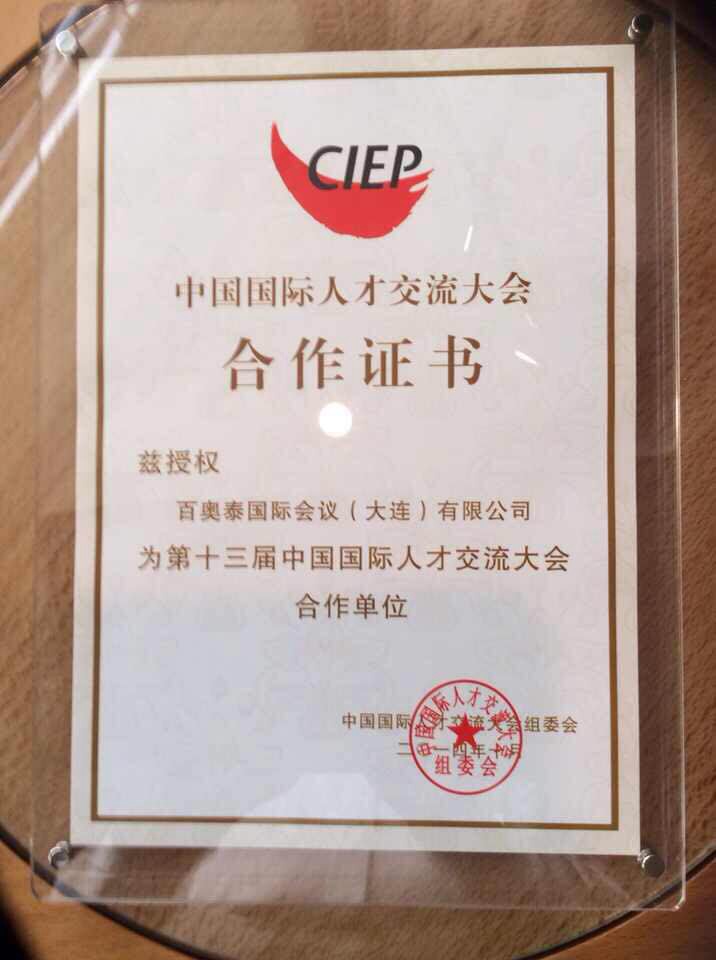 CIEP
中国国际人才交流大会
合作证书
兹授权
百奥泰国际会议（大连）有限公司
为第十三届中国国际人才交流大会
合作单位
中国国际人才交流大会组委会
二〇一四年十月
中国国际人才交流大会
组委会